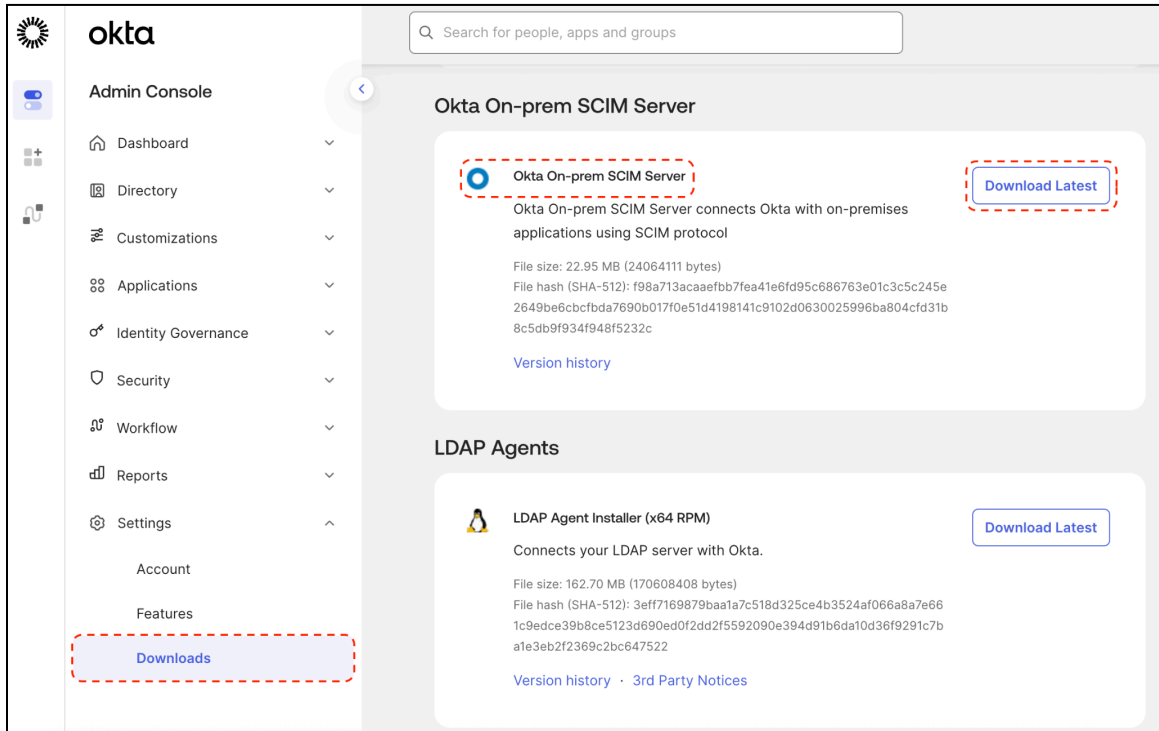 okta
Search for people, apps and groups
Admin Console
Dashboard
Directory
Customizations
Applications
Identity Governance
Security
Workflow
Reports
Settings
Account
Features
Downloads
Okta On-prem SCIM Server
Okta On-prem SCIM Server
Download Latest
Okta On-prem SCIM Server connects Okta with on-premises
applications using SCIM protocol
File size: 22.95 MB (24064111 bytes)
File hash (SHA-512): f98a713acaaefbb7fea41e6fd95c686763e01c3c5c245e
2649be6cbcfbda7690b017f0e51d4198141c9102d0630025996ba804cfd31b
8c5db9f934f948f5232c
Version history
LDAP Agents
LDAP Agent Installer (x64 RPM)
Download Latest
Connects your LDAP server with Okta.
File size: 162.70 MB (170608408 bytes)
File hash (SHA-512): 3eff7169879baa1a7c518d325ce4b3524af066a8a7e66
1c9edce39b8ce5123d690ed0f2dd2f5592090e394d91b6da10d36f9291c7b
a1e3eb2f2369c2bc647522
Version history · 3rd Party Notices